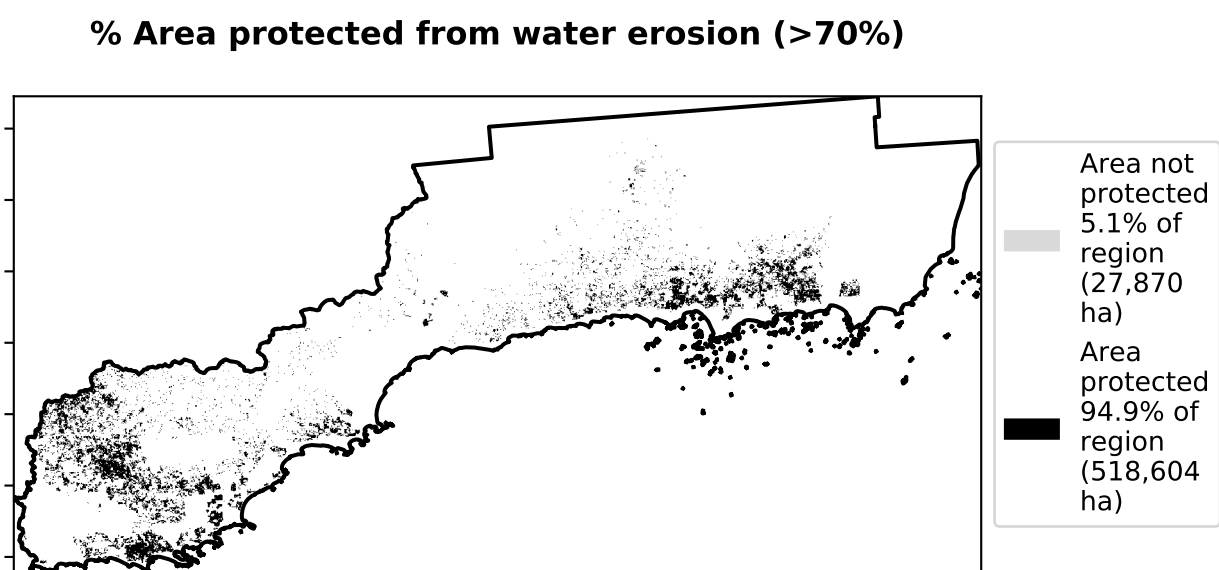 % Area protected from water erosion (>70%)
Area not
protected
5.1% of
region
(27,870
ha)
Area
protected
94.9% of
region
(518,604
ha)